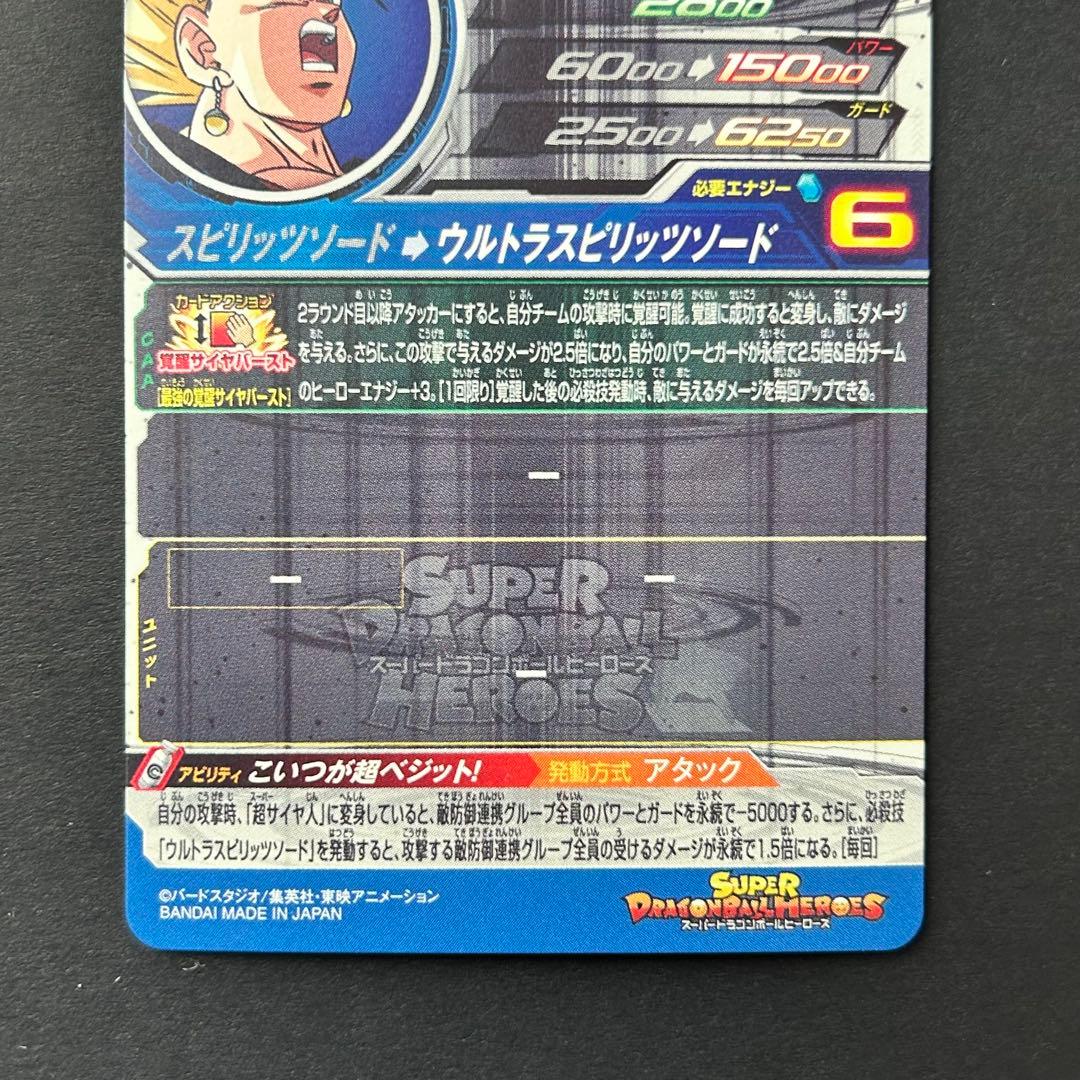 2800
パワー
6000➡15000
ガード
2500➡6250
必要エナジー 6
スピリッツソード➡ウルトラスピリッツソード
CAA
カードアクション
覚醒サイヤバースト
[最強の覚醒サイヤバースト]
2ラウンド目以降アタッカーにすると、自分チームの攻撃時に覚醒可能。覚醒に成功すると変身し、敵にダメージ
を与える。さらに、この攻撃で与えるダメージが2.5倍になり、自分のパワーとガードが永続で2.5倍&自分チーム
のヒーローエナジー+3。[1回限り]覚醒した後の必殺技発動時、敵に与えるダメージを毎回アップできる。
ー
ー ー
ユニット
SUPER
DRAGONBALL
スーパードラゴンボールヒーローズ
ー
HEROES
アビリティ こいつが超ベジット! 発動方式 アタック
自分の攻撃時、「超サイヤ人」に変身していると、敵防御連携グループ全員のパワーとガードを永続で-5000する。さらに、必殺技
「ウルトラスピリッツソード」を発動すると、攻撃する敵防御連携グループ全員の受けるダメージが永続で1.5倍になる。[毎回]
©バードスタジオ/集英社・東映アニメーション
BANDAI MADE IN JAPAN
SUPER
DRAGONBALL HEROES
スーパードラゴンボールヒーローズ